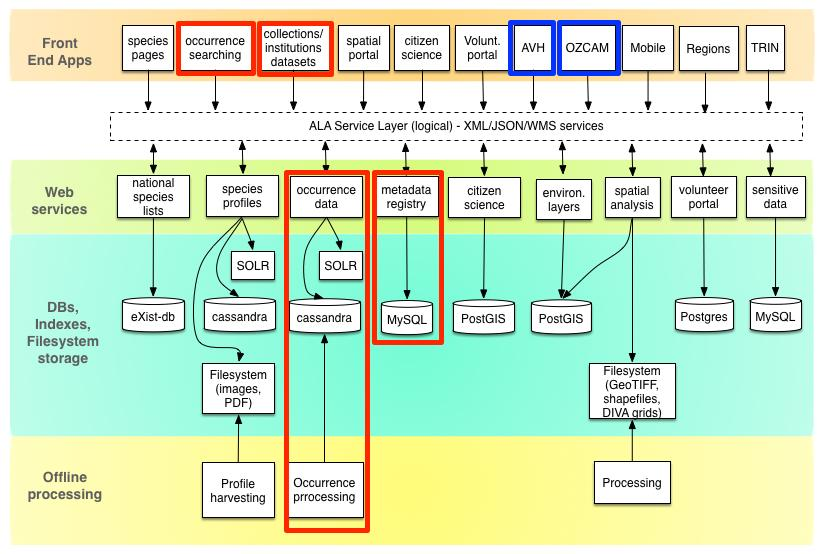 Front
End Apps
species
pages
occurrence
searching
collections/
institutions
datasets
spatial
portal
citizen
science
Volunt.
portal
AVH
OZCAM
Mobile
Regions
TRIN
ALA Service Layer (logical) - XML/JSON/WMS services
Web
services
national
species
lists
species
profiles
occurrence
data
metadata
registry
citizen
science
environ.
layers
spatial
analysis
volunteer
portal
sensitive
data
DBs,
Indexes,
Filesystem
storage
SOLR
SOLR
eXist-db
cassandra
cassandra
MySQL
PostGIS
PostGIS
Postgres
MySQL
Filesystem
(images,
PDF)
Filesystem
(GeoTIFF,
shapefiles,
DIVA grids)
Offline
processing
Profile
harvesting
Occurrence
prrocessing
Processing